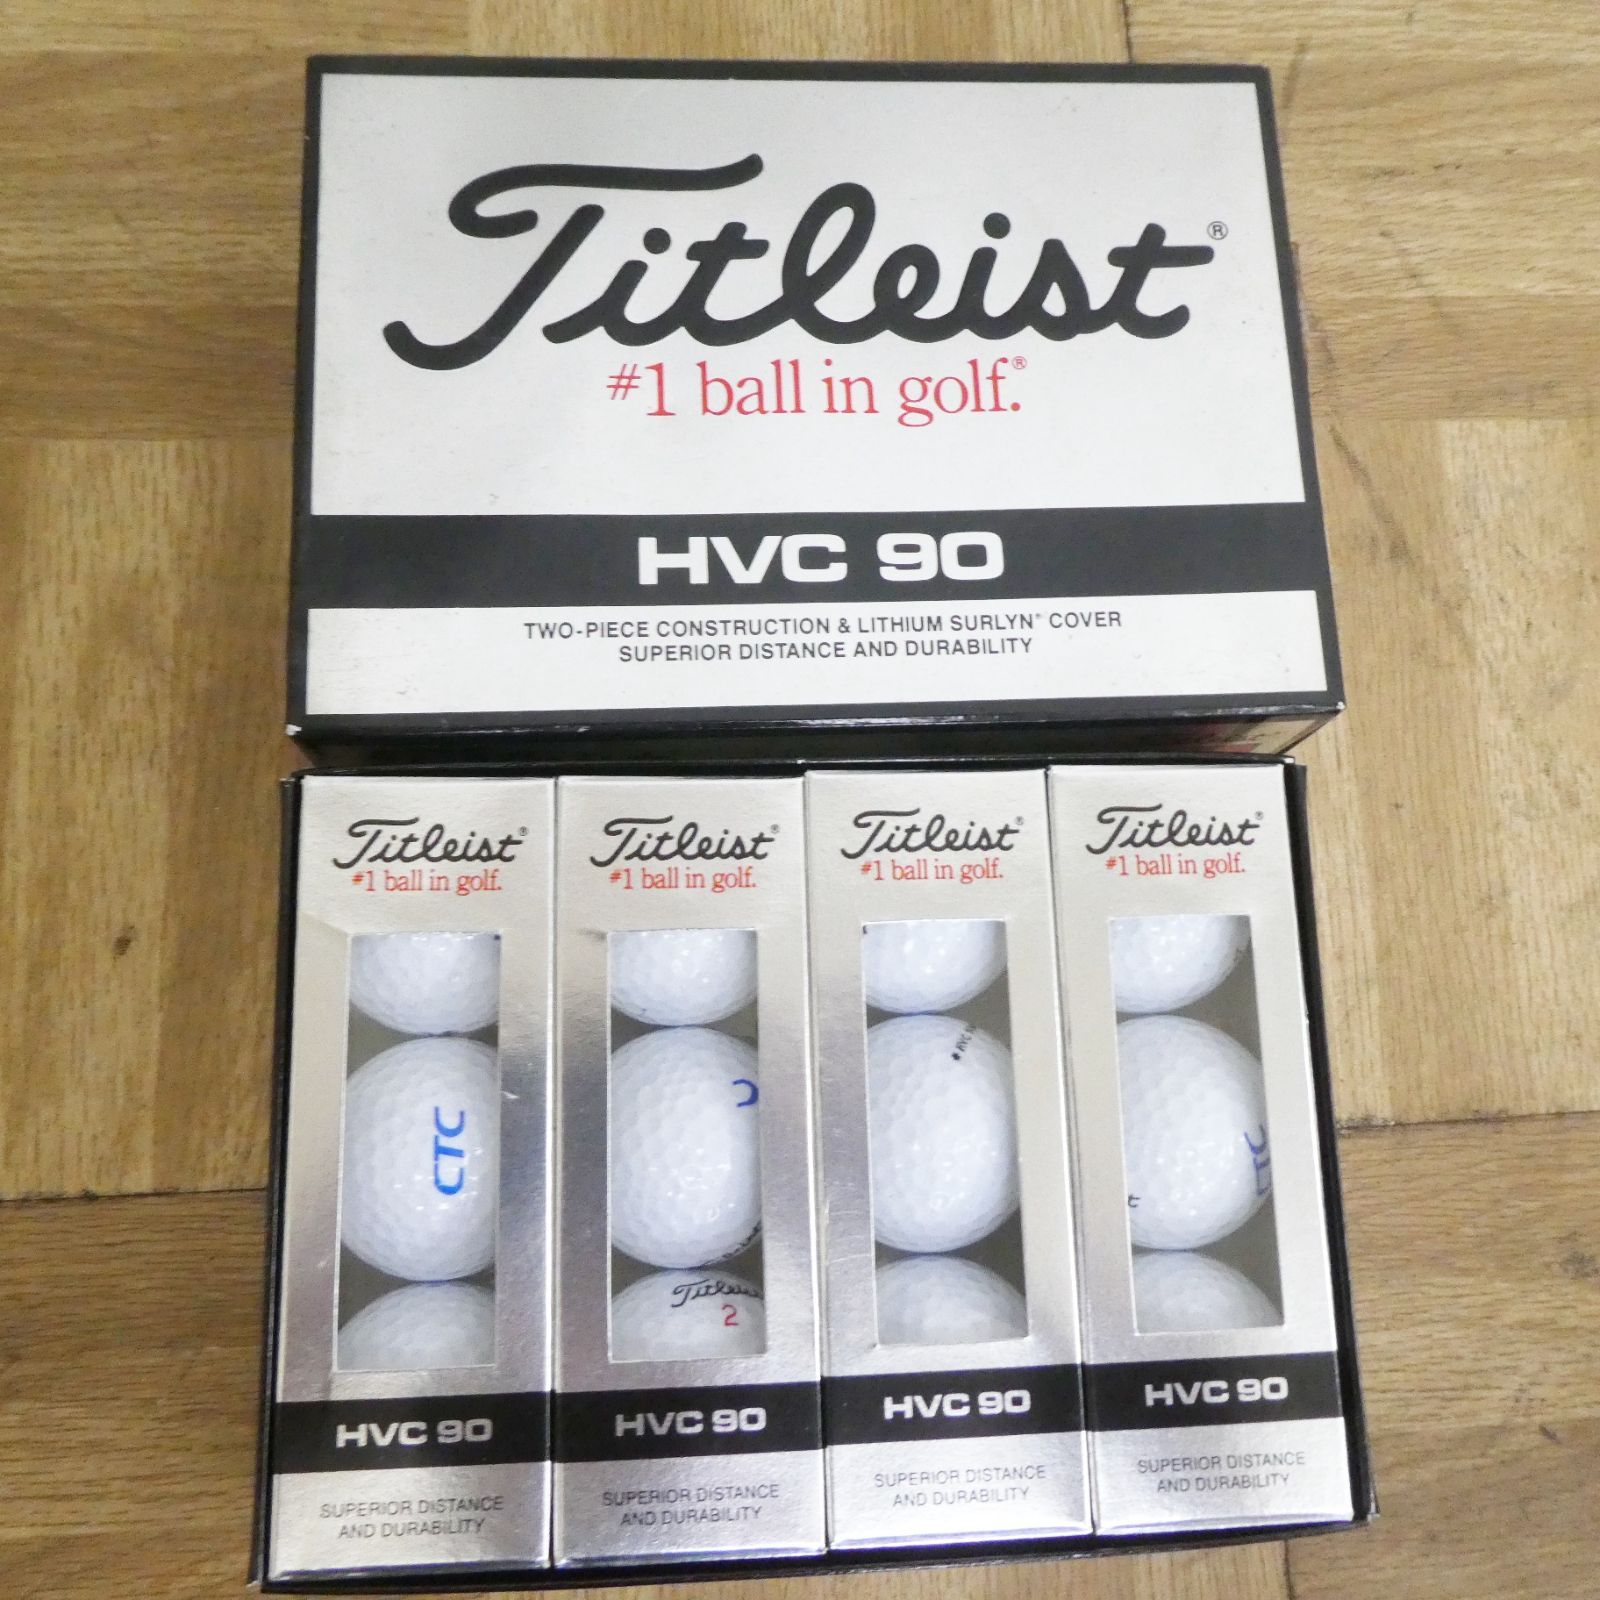 Titleist®
#1 ball in golf.®
HVC 90
TWO-PIECE CONSTRUCTION & LITHIUM SURLYN® COVER
SUPERIOR DISTANCE AND DURABILITY
Titleist®
#1 ball in golf.
CTC
HVC 90
SUPERIOR DISTANCE
AND DURABILITY
Titleist®
#1 ball in golf.
Titleist
2
HVC 90
SUPERIOR DISTANCE
AND DURABILITY
Titleist®
#1 ball in golf.
HVC
HVC 90
SUPERIOR DISTANCE
AND DURABILITY
Titleist®
#1 ball in golf.
CTC
t
HVC 90
SUPERIOR DISTANCE
AND DURABILITY